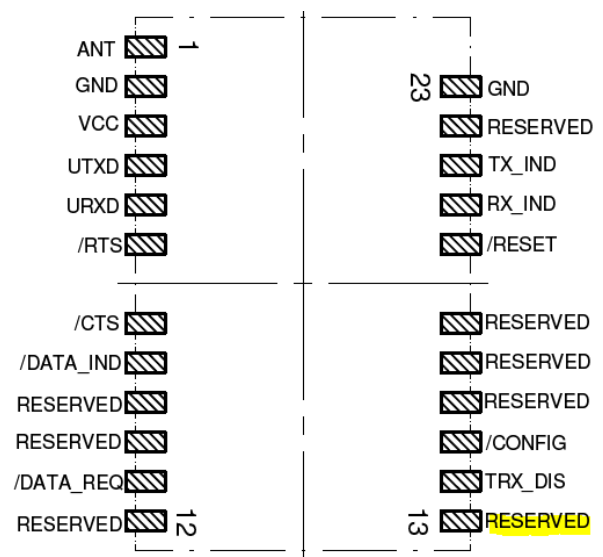 ANT 1
GND
VCC
UTXD
URXD
/RTS
/CTS
/DATA_IND
RESERVED
RESERVED
/DATA_REQ
RESERVED 12
23 GND
RESERVED
TX_IND
RX_IND
/RESET
RESERVED
RESERVED
RESERVED
/CONFIG
TRX_DIS
13 RESERVED